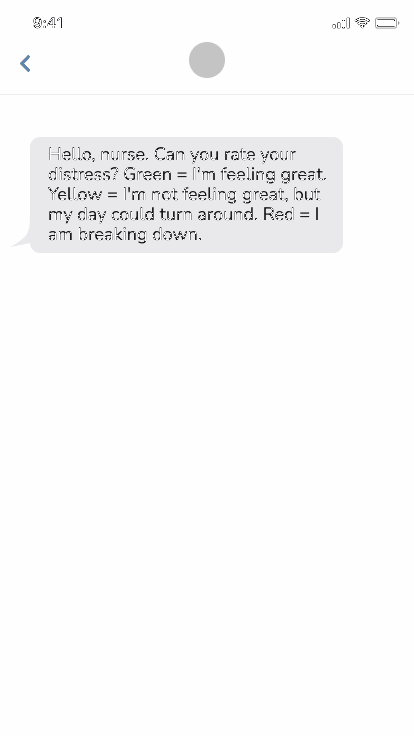 9:41
Hello, nurse. Can you rate your
distress? Green = I'm feeling great.
Yellow = I'm not feeling great, but
my day could turn around. Red = I
am breaking down.